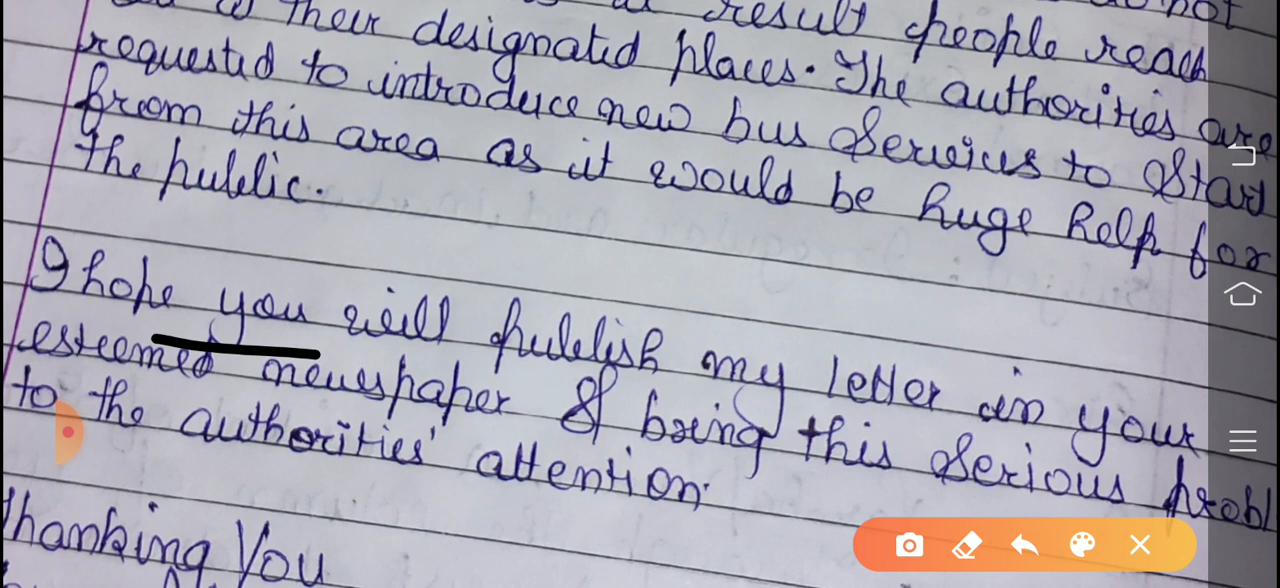 their designated places. The authorities are
result people reach
requested to introduce new bus services to start
from this area as it would be huge help for
the public.
I hope you will publish my letter in your
esteemed newspaper & bring this serious probl
to the authorities' attention.
Thanking You